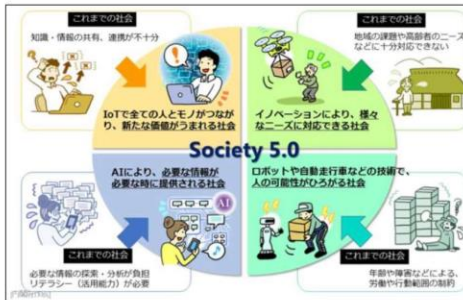 これまでの社会
知識・情報の共有、連携が不十分
IoTで全ての人とモノがつなが
り、新たな価値がうまれる社会
これまでの社会
地域の課題や高齢者のニーズ
などに十分対応できない
イノベーションにより、様々
なニーズに対応できる社会
Society 5.0
AIにより、必要な情報が
必要な時に提供される社会
AI
これまでの社会
必要な情報の探索・分析が負担
リテラシー（活用能力）が必要
ロボットや自動走行車などの技術で、
人の可能性がひろがる社会
これまでの社会
年齢や障害などによる、
労働や行動範囲の制約